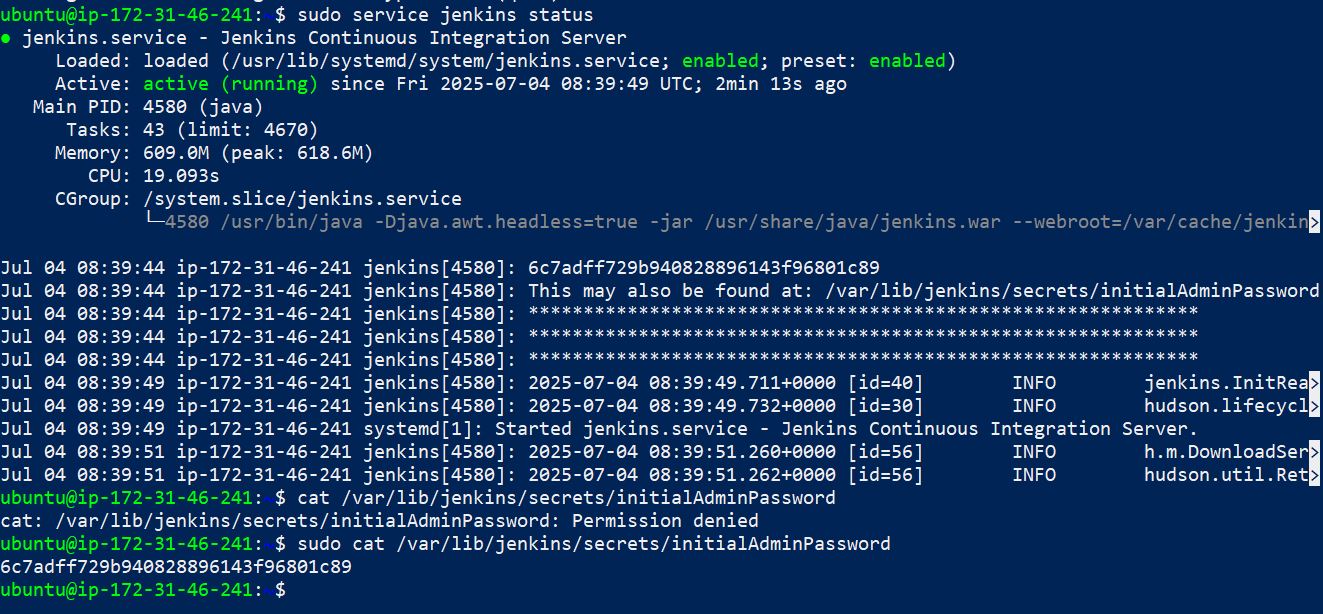 ubuntu@ip-172-31-46-241:~$ sudo service jenkins status
● jenkins.service - Jenkins Continuous Integration Server
Loaded: loaded (/usr/lib/systemd/system/jenkins.service; enabled; preset: enabled)
Active: active (running) since Fri 2025-07-04 08:39:49 UTC; 2min 13s ago
Main PID: 4580 (java)
Tasks: 43 (limit: 4670)
Memory: 609.0M (peak: 618.6M)
CPU: 19.093s
CGroup: /system.slice/jenkins.service
└─4580 /usr/bin/java -Djava.awt.headless=true -jar /usr/share/java/jenkins.war --webroot=/var/cache/jenkin>
Jul 04 08:39:44 ip-172-31-46-241 jenkins[4580]: 6c7adff729b940828896143f96801c89
Jul 04 08:39:44 ip-172-31-46-241 jenkins[4580]: This may also be found at: /var/lib/jenkins/secrets/initialAdminPassword
Jul 04 08:39:44 ip-172-31-46-241 jenkins[4580]: *************************************************************
Jul 04 08:39:44 ip-172-31-46-241 jenkins[4580]: *************************************************************
Jul 04 08:39:44 ip-172-31-46-241 jenkins[4580]: *************************************************************
Jul 04 08:39:49 ip-172-31-46-241 jenkins[4580]: 2025-07-04 08:39:49.711+0000 [id=40] INFO jenkins.InitRea>
Jul 04 08:39:49 ip-172-31-46-241 jenkins[4580]: 2025-07-04 08:39:49.732+0000 [id=30] INFO hudson.lifecycl>
Jul 04 08:39:49 ip-172-31-46-241 systemd[1]: Started jenkins.service - Jenkins Continuous Integration Server.
Jul 04 08:39:51 ip-172-31-46-241 jenkins[4580]: 2025-07-04 08:39:51.260+0000 [id=56] INFO h.m.DownloadSer>
Jul 04 08:39:51 ip-172-31-46-241 jenkins[4580]: 2025-07-04 08:39:51.262+0000 [id=56] INFO hudson.util.Ret>
ubuntu@ip-172-31-46-241:~$ cat /var/lib/jenkins/secrets/initialAdminPassword
cat: /var/lib/jenkins/secrets/initialAdminPassword: Permission denied
ubuntu@ip-172-31-46-241:~$ sudo cat /var/lib/jenkins/secrets/initialAdminPassword
6c7adff729b940828896143f96801c89
ubuntu@ip-172-31-46-241:~$